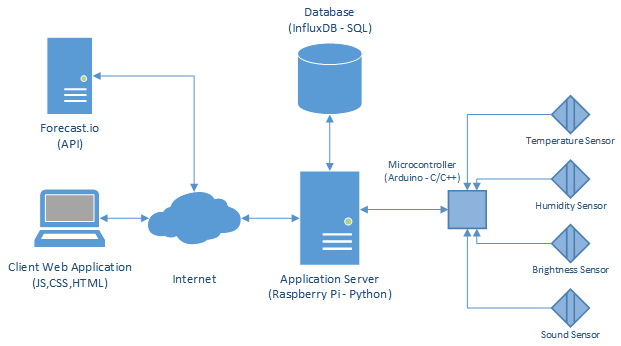 Database
(InfluxDB - SQL)
Forecast.io
(API)
Microcontroller
(Arduino - C/C++)
Temperature Sensor
Humidity Sensor
Client Web Application
(JS,CSS,HTML)
Internet
Application Server
(Raspberry Pi - Python)
Brightness Sensor
Sound Sensor